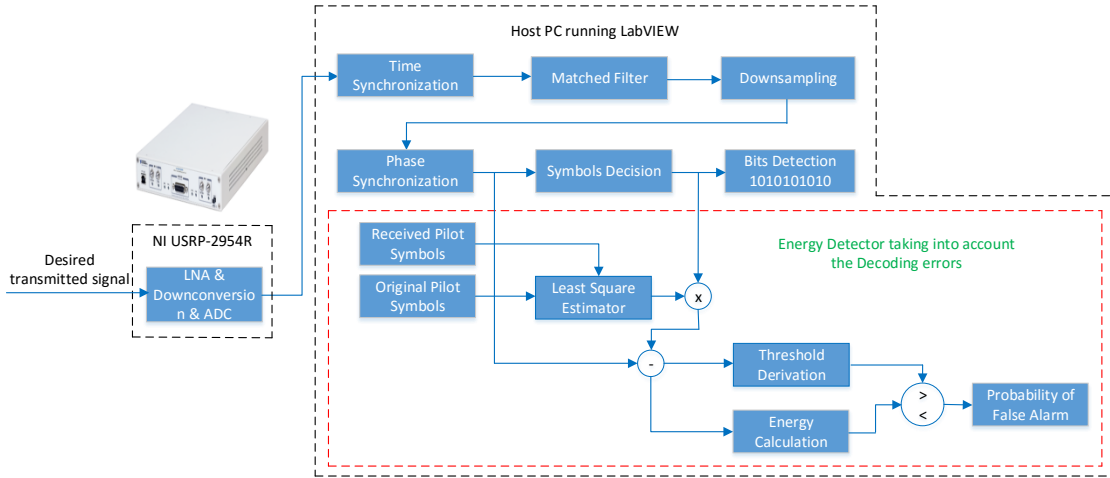 Host PC running LabVIEW
Time
Synchronization
Matched Filter
Downsampling
Phase
Synchronization
Symbols Decision
Bits Detection
1010101010
NI USRP-2954R
Desired
transmitted signal
LNA &
Downconversio
n & ADC
Received Pilot
Symbols
Original Pilot
Symbols
Least Square
Estimator
x
Energy Detector taking into account
the Decoding errors
-
Threshold
Derivation
Energy
Calculation
>
<
Probability of
False Alarm